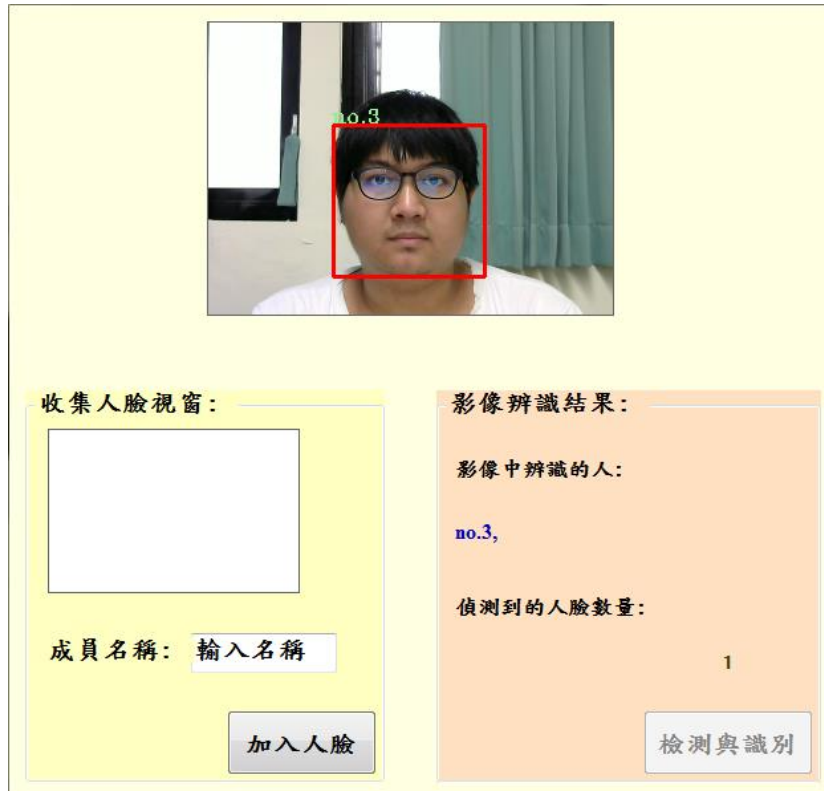 no.3
收集人臉視窗:
成員名稱: 輸入名稱
加入人臉
影像辨識結果:
影像中辨識的人:
no.3,
偵測到的人臉數量:
1
檢測與識別